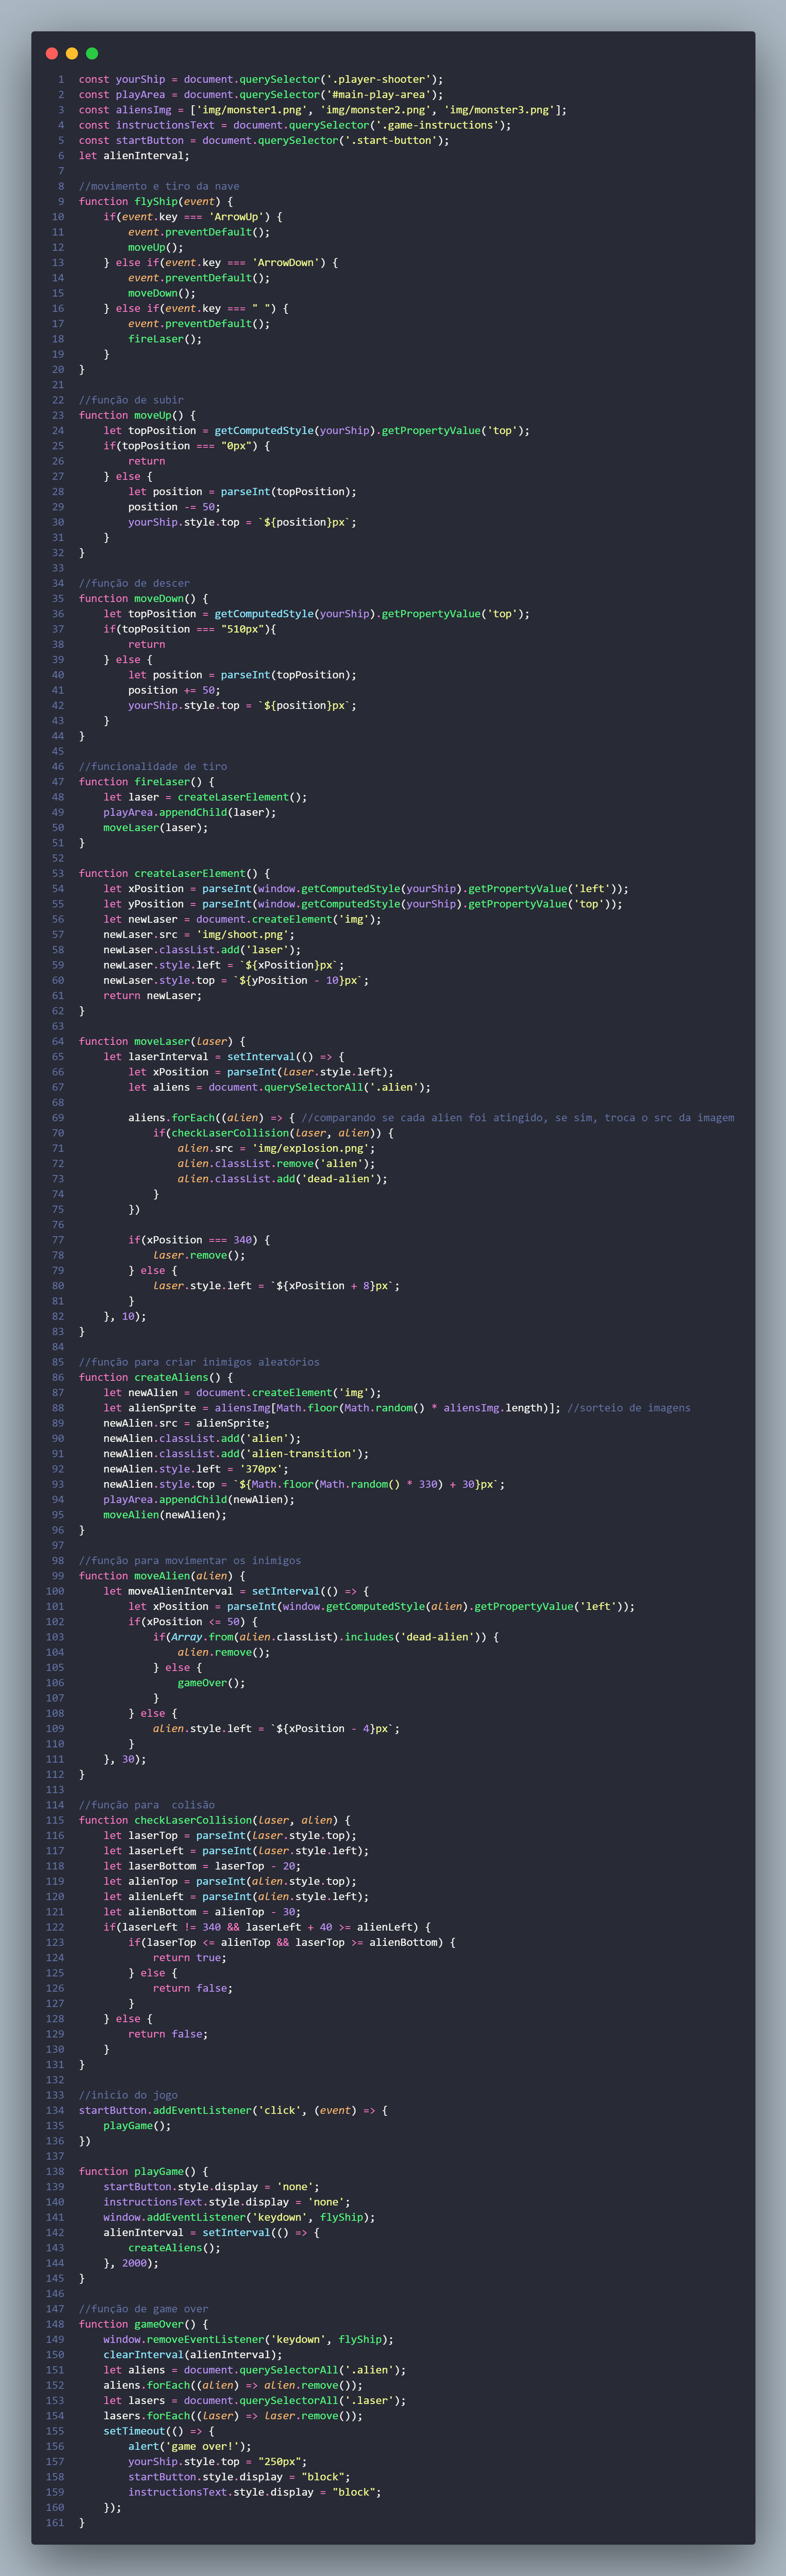 1 const yourShip = document.querySelector('.player-shooter');
2 const playArea = document.querySelector('#main-play-area');
3 const aliensImg = ['img/monster1.png', 'img/monster2.png', 'img/monster3.png'];
4 const instructionsText = document.querySelector('.game-instructions');
5 const startButton = document.querySelector('.start-button');
6 let alienInterval;
7
8 //movimento e tiro da nave
9 function flyShip(event) {
10     if(event.key === 'ArrowUp') {
11         event.preventDefault();
12         moveUp();
13     } else if(event.key === 'ArrowDown') {
14         event.preventDefault();
15         moveDown();
16     } else if(event.key === " ") {
17         event.preventDefault();
18         fireLaser();
19     }
20 }
21
22 //função de subir
23 function moveUp() {
24     let topPosition = getComputedStyle(yourShip).getPropertyValue('top');
25     if(topPosition === "0px") {
26         return
27     } else {
28         let position = parseInt(topPosition);
29         position -= 50;
30         yourShip.style.top = `${position}px`;
31     }
32 }
33
34 //função de descer
35 function moveDown() {
36     let topPosition = getComputedStyle(yourShip).getPropertyValue('top');
37     if(topPosition === "510px"){
38         return
39     } else {
40         let position = parseInt(topPosition);
41         position += 50;
42         yourShip.style.top = `${position}px`;
43     }
44 }
45
46 //funcionalidade de tiro
47 function fireLaser() {
48     let laser = createLaserElement();
49     playArea.appendChild(laser);
50     moveLaser(laser);
51 }
52
53 function createLaserElement() {
54     let xPosition = parseInt(window.getComputedStyle(yourShip).getPropertyValue('left'));
55     let yPosition = parseInt(window.getComputedStyle(yourShip).getPropertyValue('top'));
56     let newLaser = document.createElement('img');
57     newLaser.src = 'img/shoot.png';
58     newLaser.classList.add('laser');
59     newLaser.style.left = `${xPosition}px`;
60     newLaser.style.top = `${yPosition - 10}px`;
61     return newLaser;
62 }
63
64 function moveLaser(laser) {
65     let laserInterval = setInterval(() => {
66         let xPosition = parseInt(laser.style.left);
67         let aliens = document.querySelectorAll('.alien');
68
69         aliens.forEach((alien) => { //comparando se cada alien foi atingido, se sim, troca o src da imagem
70             if(checkLaserCollision(laser, alien)) {
71                 alien.src = 'img/explosion.png';
72                 alien.classList.remove('alien');
73                 alien.classList.add('dead-alien');
74             }
75         })
76
77         if(xPosition === 340) {
78             laser.remove();
79         } else {
80             laser.style.left = `${xPosition + 8}px`;
81         }
82     }, 10);
83 }
84
85 //função para criar inimigos aleatórios
86 function createAliens() {
87     let newAlien = document.createElement('img');
88     let alienSprite = aliensImg[Math.floor(Math.random() * aliensImg.length)]; //sorteio de imagens
89     newAlien.src = alienSprite;
90     newAlien.classList.add('alien');
91     newAlien.classList.add('alien-transition');
92     newAlien.style.left = '370px';
93     newAlien.style.top = `${Math.floor(Math.random() * 330) + 30}px`;
94     playArea.appendChild(newAlien);
95     moveAlien(newAlien);
96 }
97
98 //função para movimentar os inimigos
99 function moveAlien(alien) {
100     let moveAlienInterval = setInterval(() => {
101         let xPosition = parseInt(window.getComputedStyle(alien).getPropertyValue('left'));
102         if(xPosition <= 50) {
103             if(Array.from(alien.classList).includes('dead-alien')) {
104                 alien.remove();
105             } else {
106                 gameOver();
107             }
108         } else {
109             alien.style.left = `${xPosition - 4}px`;
110         }
111     }, 30);
112 }
113
114 //função para  colisão
115 function checkLaserCollision(laser, alien) {
116     let laserTop = parseInt(laser.style.top);
117     let laserLeft = parseInt(laser.style.left);
118     let laserBottom = laserTop - 20;
119     let alienTop = parseInt(alien.style.top);
120     let alienLeft = parseInt(alien.style.left);
121     let alienBottom = alienTop - 30;
122     if(laserLeft != 340 && laserLeft + 40 >= alienLeft) {
123         if(laserTop <= alienTop && laserTop >= alienBottom) {
124             return true;
125         } else {
126             return false;
127         }
128     } else {
129         return false;
130     }
131 }
132
133 //inicio do jogo
134 startButton.addEventListener('click', (event) => {
135     playGame();
136 })
137
138 function playGame() {
139     startButton.style.display = 'none';
140     instructionsText.style.display = 'none';
141     window.addEventListener('keydown', flyShip);
142     alienInterval = setInterval(() => {
143         createAliens();
144     }, 2000);
145 }
146
147 //função de game over
148 function gameOver() {
149     window.removeEventListener('keydown', flyShip);
150     clearInterval(alienInterval);
151     let aliens = document.querySelectorAll('.alien');
152     aliens.forEach((alien) => alien.remove());
153     let lasers = document.querySelectorAll('.laser');
154     lasers.forEach((laser) => laser.remove());
155     setTimeout(() => {
156         alert('game over!');
157         yourShip.style.top = "250px";
158         startButton.style.display = "block";
159         instructionsText.style.display = "block";
160     });
161 }